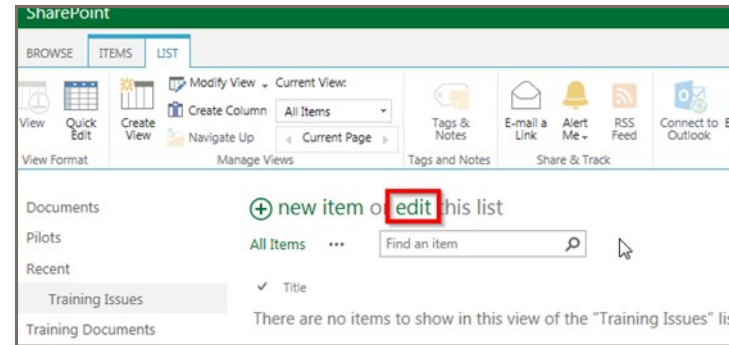 SharePoint
BROWSE ITEMS LIST
View Quick Edit
Create View
Modify View
Create Column
Navigate Up
Current View:
All Items
Current Page
Tags & Notes
E-mail a Link
Alert Me
RSS Feed
Connect to Outlook
View Format
Manage Views
Tags and Notes
Share & Track
Documents
Pilots
Recent
Training Issues
Training Documents
new item or edit this list
All Items ••• Find an item
✓ Title
There are no items to show in this view of the "Training Issues"